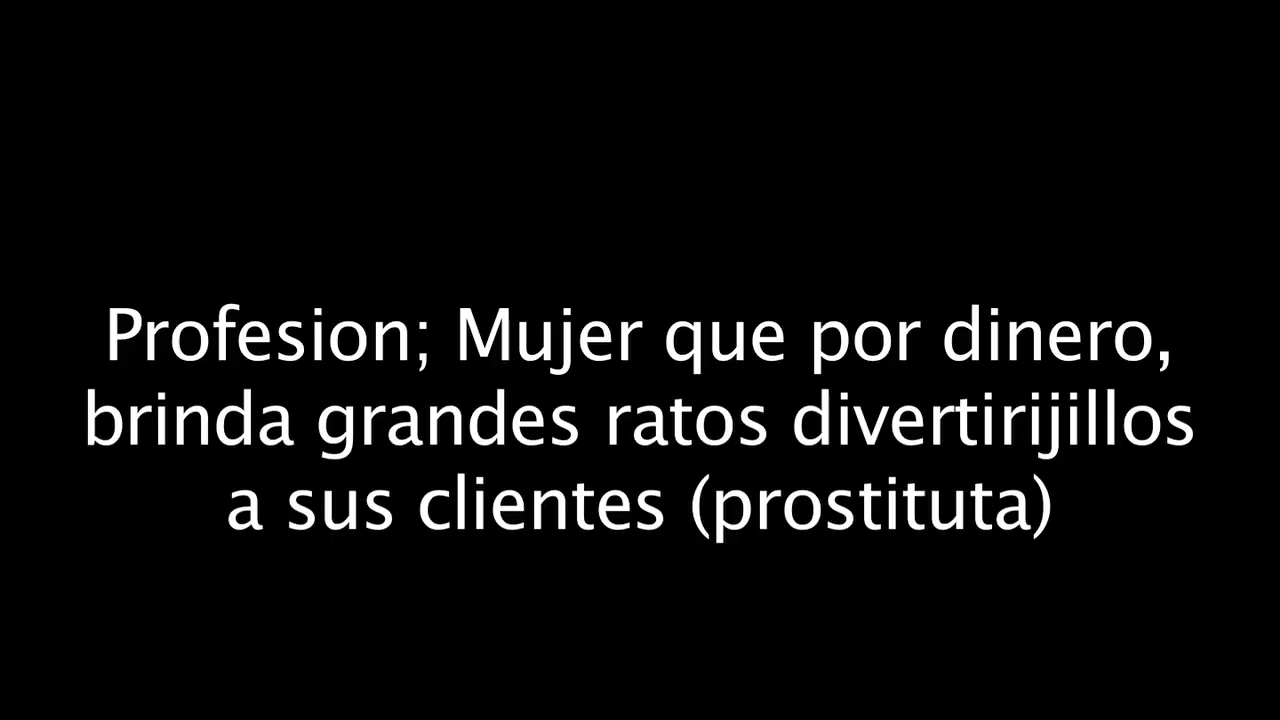 Profesion; Mujer que por dinero,
brinda grandes ratos divertirijillos
a sus clientes (prostituta)